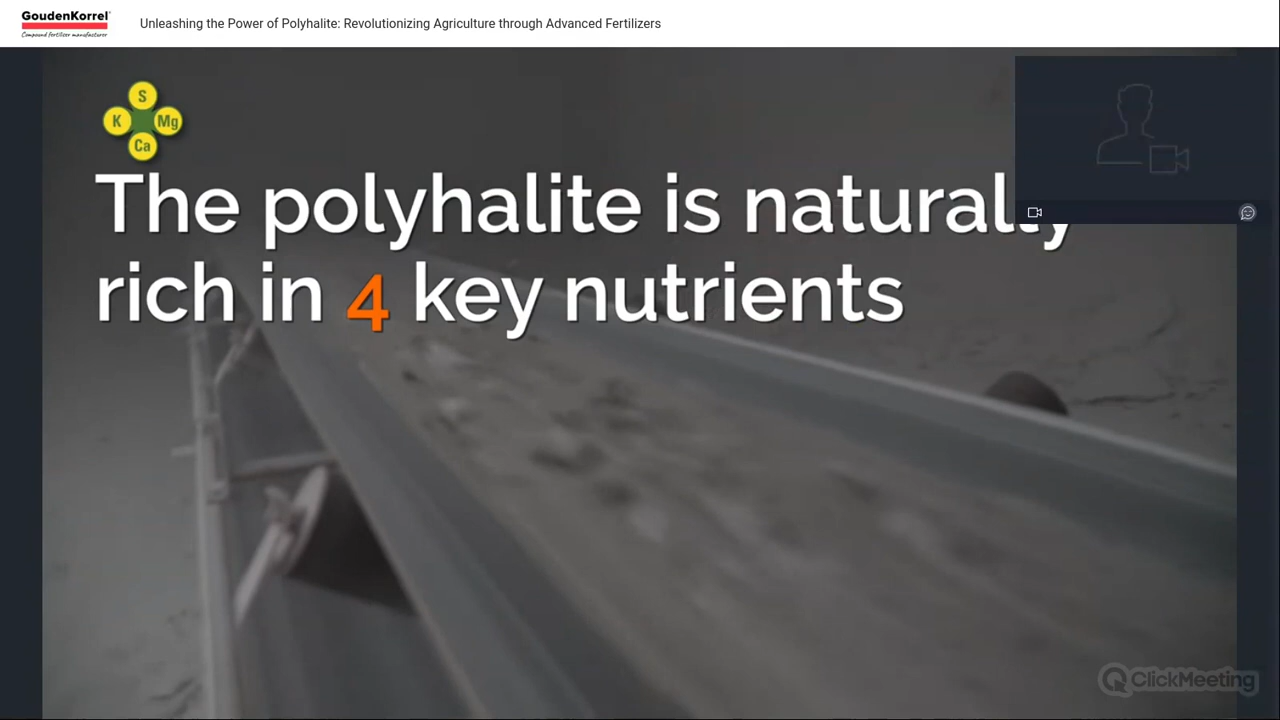 GoudenKorrel
Compound fertilizer manufacturer
Unleashing the Power of Polyhalite: Revolutionizing Agriculture through Advanced Fertilizers
S
K Mg
Ca
The polyhalite is naturally
rich in 4 key nutrients
ClickMeeting